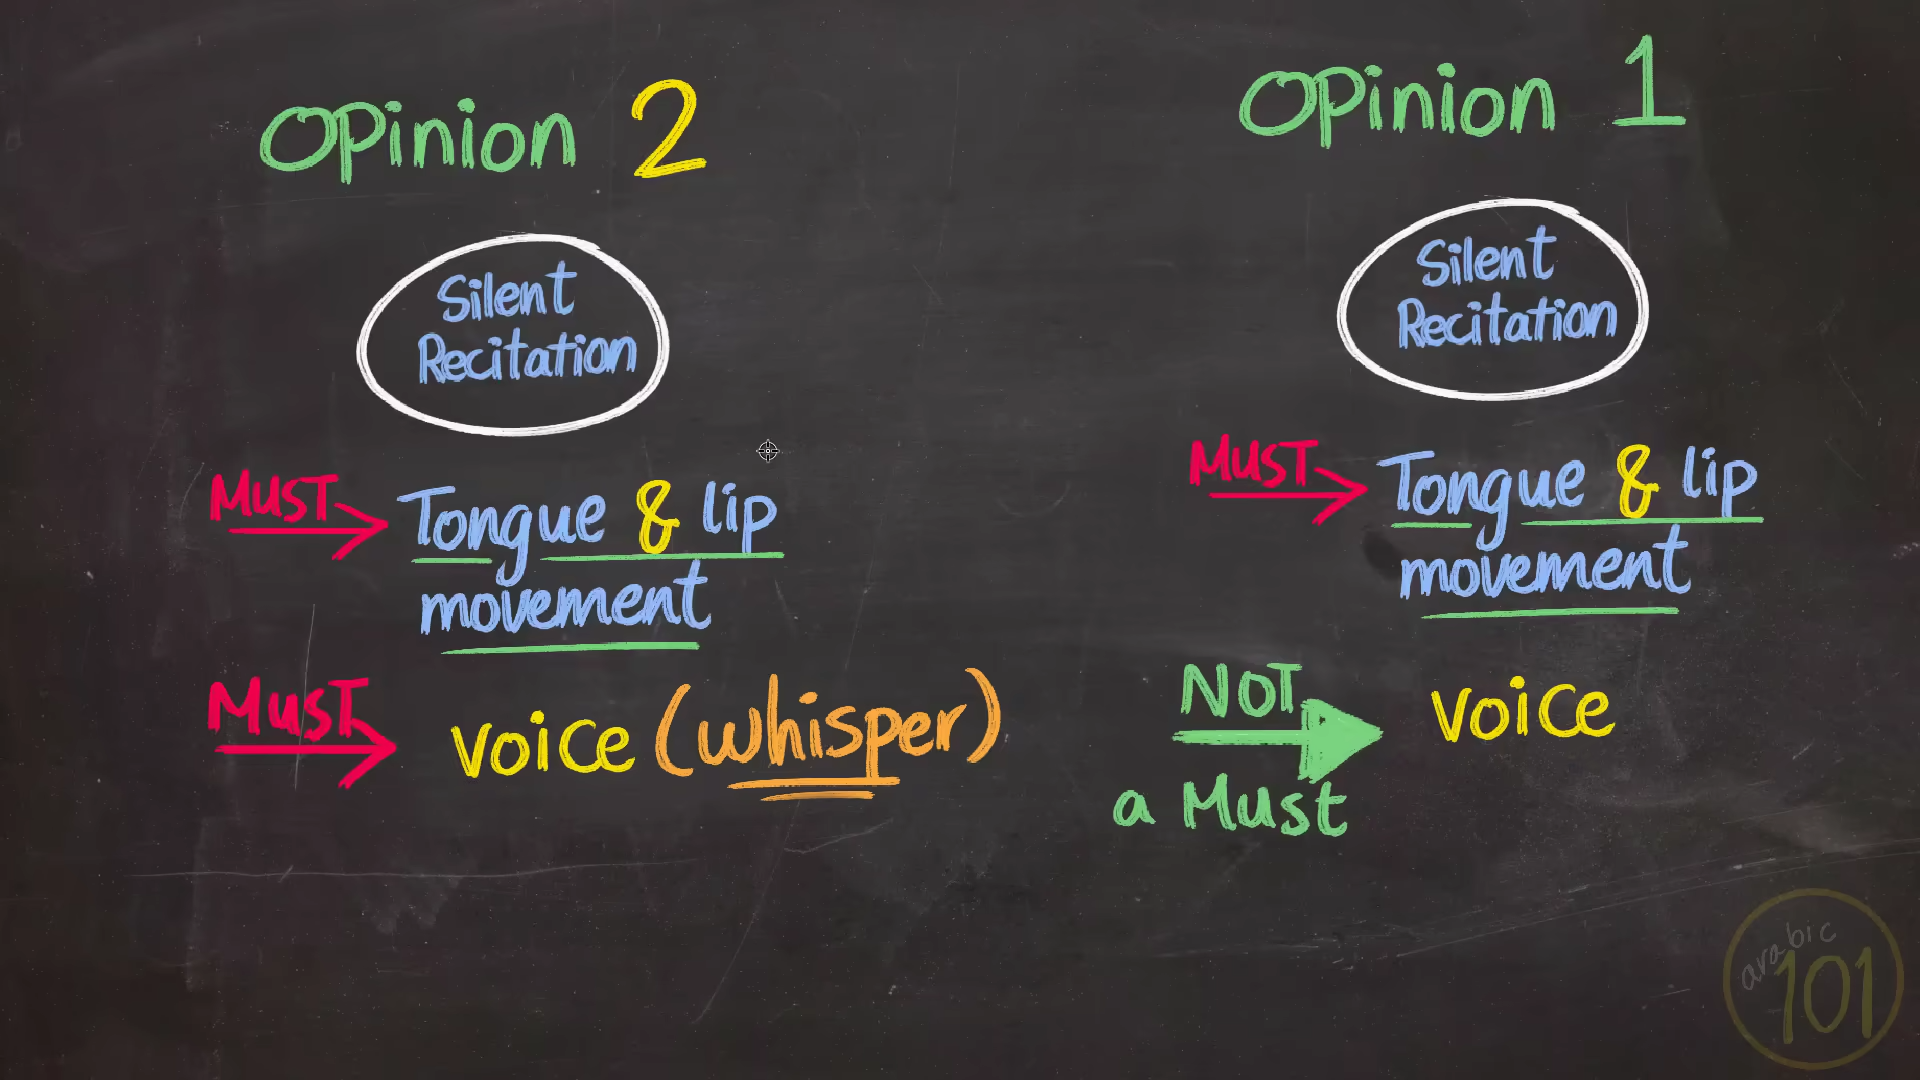 Opinion 2
Silent
Recitation
MUST
Tongue & lip
movement
MUST
voice (whisper)
Opinion 1
Silent
Recitation
MUST
Tongue & lip
movement
NOT
a Must
voice
arabic
101